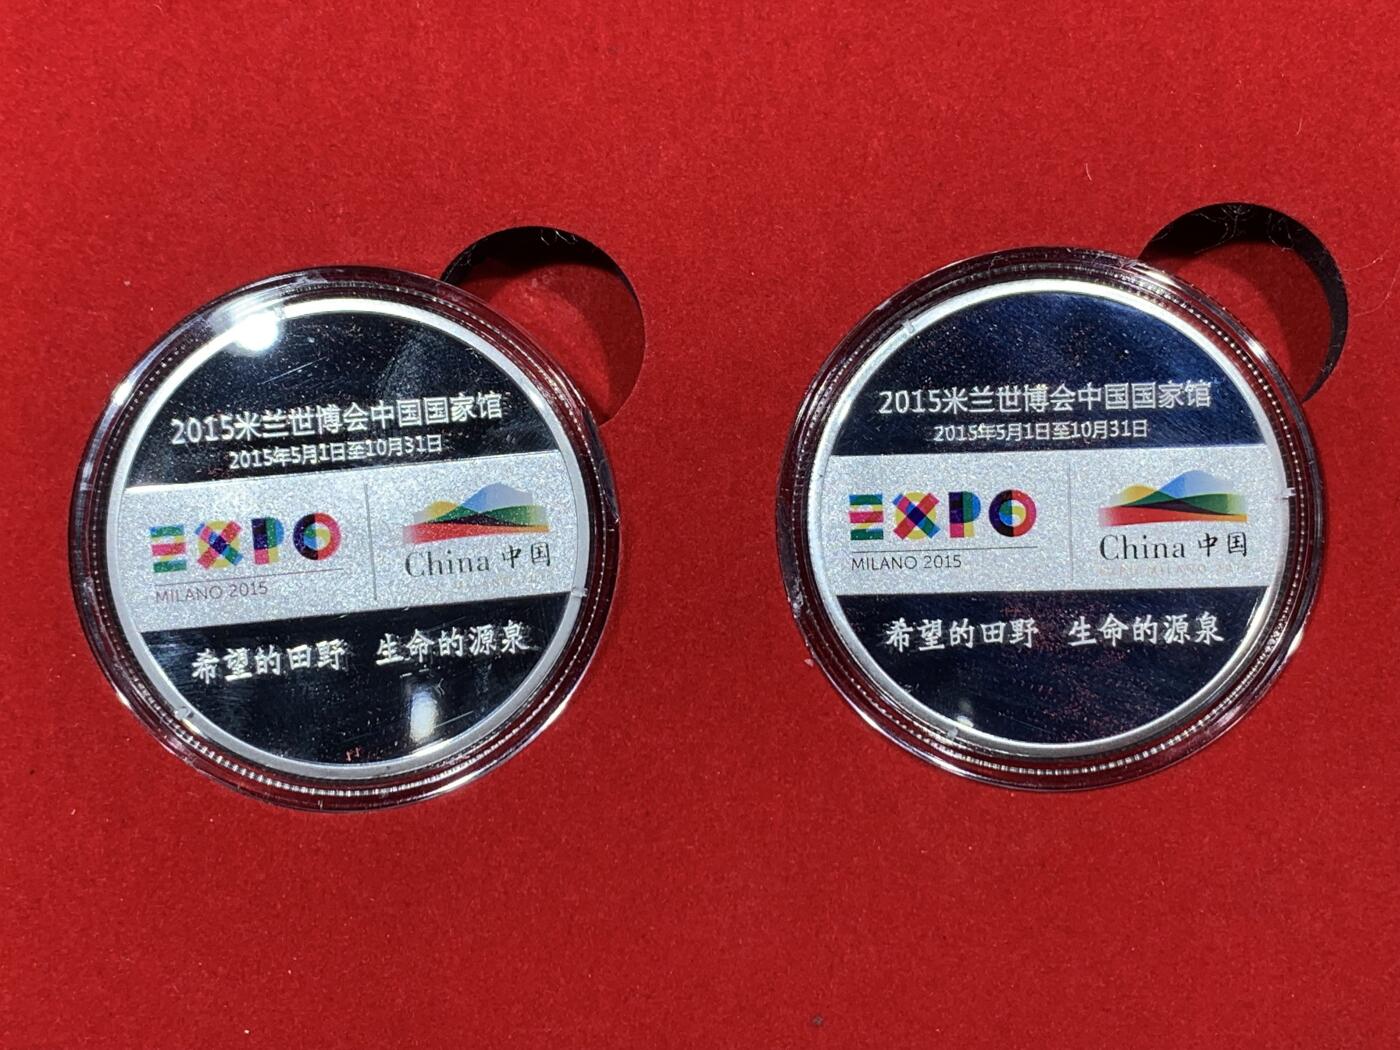 2015米兰世博会中国国家馆
2015年5月1日至10月31日
EXPO
MILANO 2015
China 中国
希望的田野 生命的源泉
2015米兰世博会中国国家馆
2015年5月1日至10月31日
EXPO
MILANO 2015
China 中国
希望的田野 生命的源泉